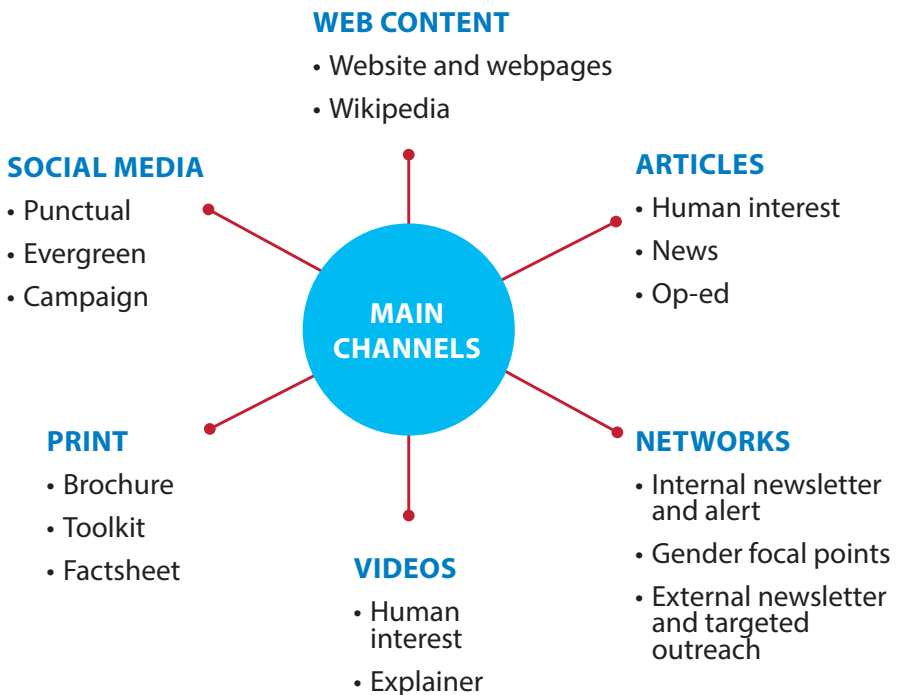 WEB CONTENT
• Website and webpages
• Wikipedia
SOCIAL MEDIA
• Punctual
• Evergreen
• Campaign
ARTICLES
• Human interest
• News
• Op-ed
MAIN
CHANNELS
PRINT
• Brochure
• Toolkit
• Factsheet
VIDEOS
• Human
interest
• Explainer
NETWORKS
• Internal newsletter
and alert
• Gender focal points
• External newsletter
and targeted
outreach